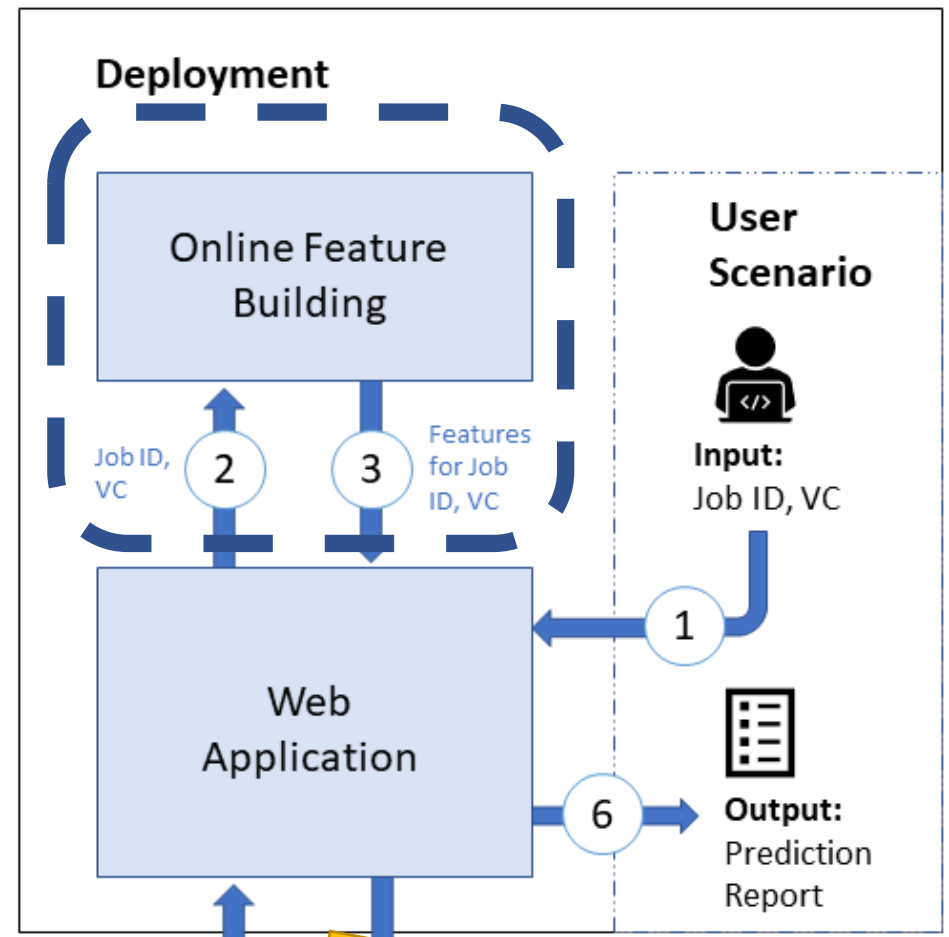 Deployment
Online Feature
Building
User
Scenario
</>
Job ID,
VC
2
3
Features
for Job
ID, VC
Input:
Job ID, VC
1
Web
Application
6
Output:
Prediction
Report